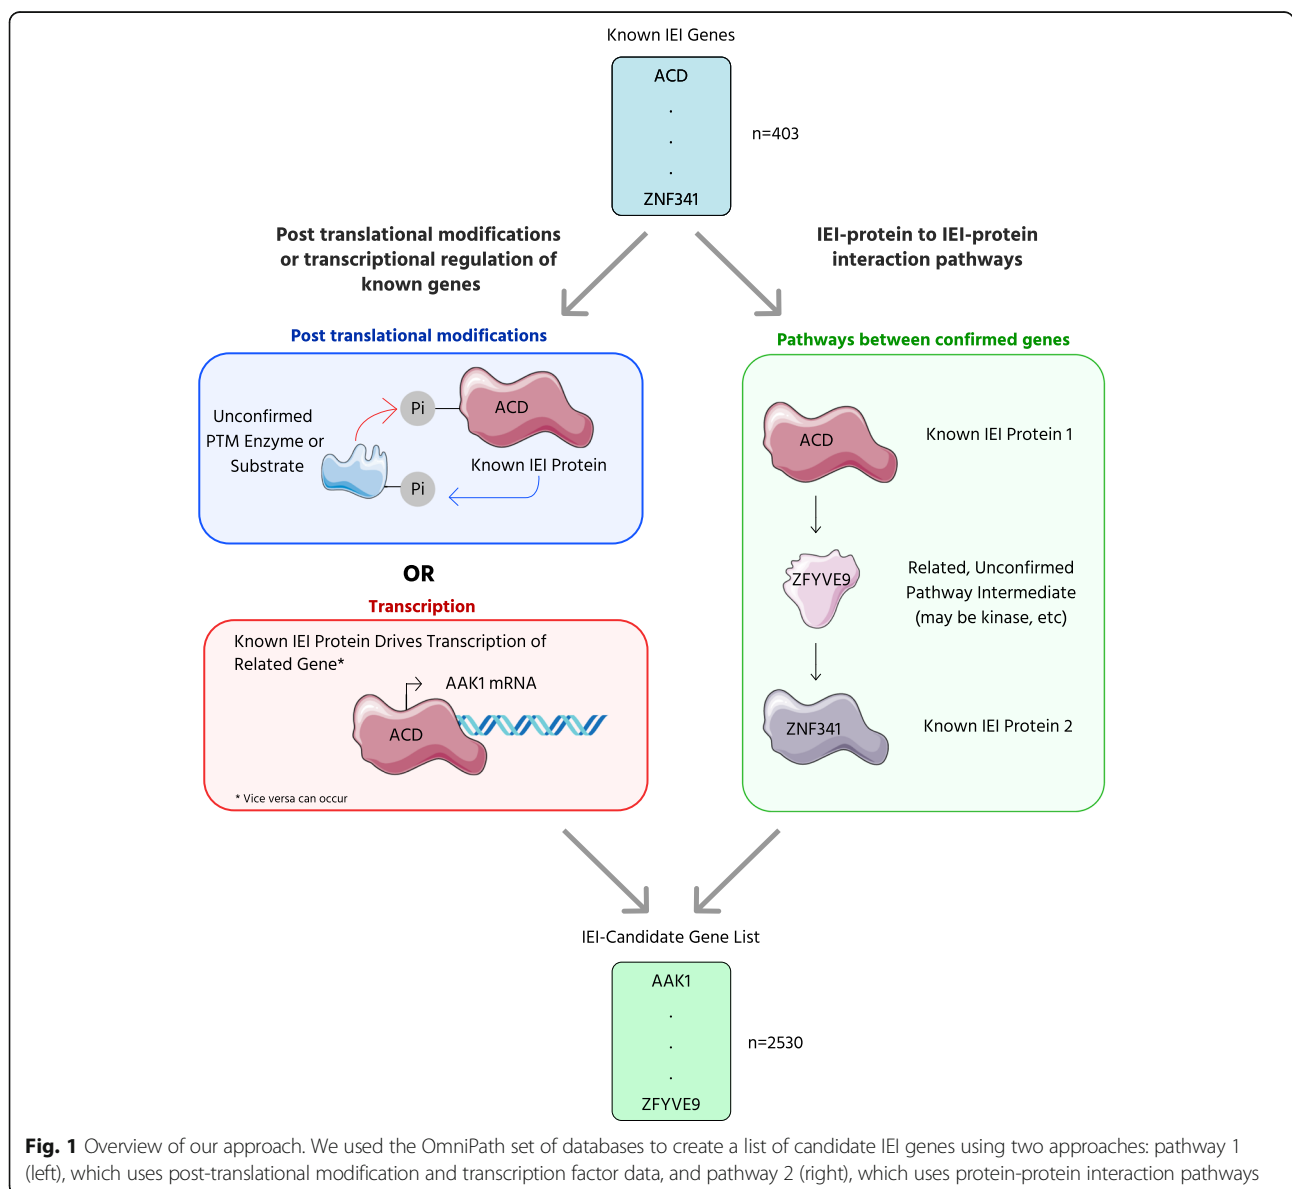 Known IEI Genes
ACD
.
.
.
ZNF341
n=403
Post translational modifications
or transcriptional regulation of
known genes
IEI-protein to IEI-protein
interaction pathways
Post translational modifications
Unconfirmed
PTM Enzyme or
Substrate
Pi
ACD
Known IEI Protein
Pi
OR
Transcription
Known IEI Protein Drives Transcription of
Related Gene*
AAK1 mRNA
ACD
* Vice versa can occur
Pathways between confirmed genes
ACD
Known IEI Protein 1
ZFYVE9
Related, Unconfirmed
Pathway Intermediate
(may be kinase, etc)
ZNF341
Known IEI Protein 2
IEI-Candidate Gene List
AAK1
.
.
.
ZFYVE9
n=2530
Fig. 1 Overview of our approach. We used the OmniPath set of databases to create a list of candidate IEI genes using two approaches: pathway 1
(left), which uses post-translational modification and transcription factor data, and pathway 2 (right), which uses protein-protein interaction pathways